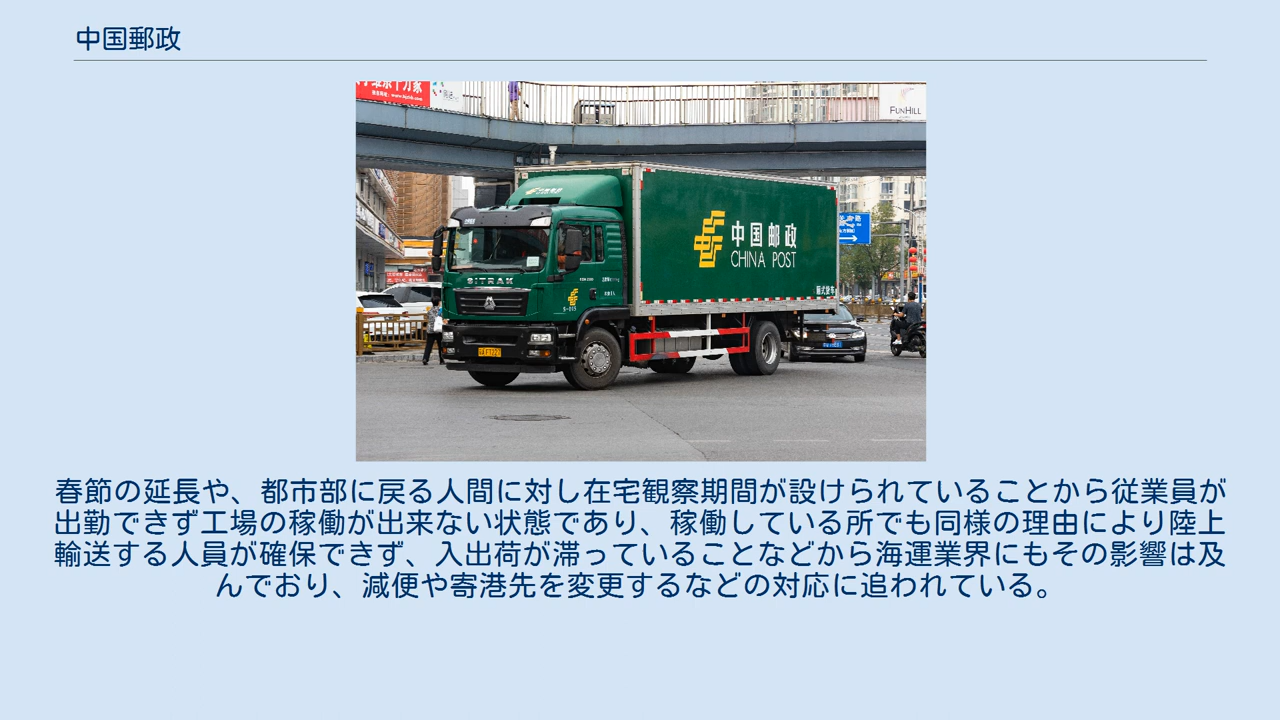 中国郵政
FUNHILL
中国邮政
CHINA POST
SITRAK
厢式货车
春節の延長や、都市部に戻る人間に対し在宅観察期間が設けられていることから従業員が
出勤できず工場の稼働が出来ない状態であり、稼働している所でも同様の理由により陸上
輸送する人員が確保できず、入出荷が滞っていることなどから海運業界にもその影響は及
んでおり、減便や寄港先を変更するなどの対応に追われている。